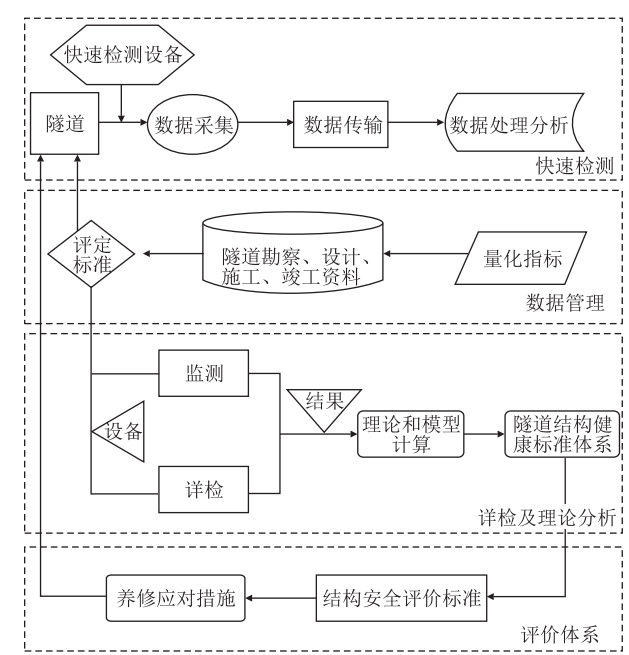 快速检测设备
隧道
数据采集
数据传输
数据处理分析
快速检测
评定
标准
隧道勘察、设计、
施工、竣工资料
量化指标
数据管理
监测
结果
设备
理论和模型
计算
隧道结构健
康标准体系
详检
详检及理论分析
养修应对措施
结构安全评价标准
评价体系